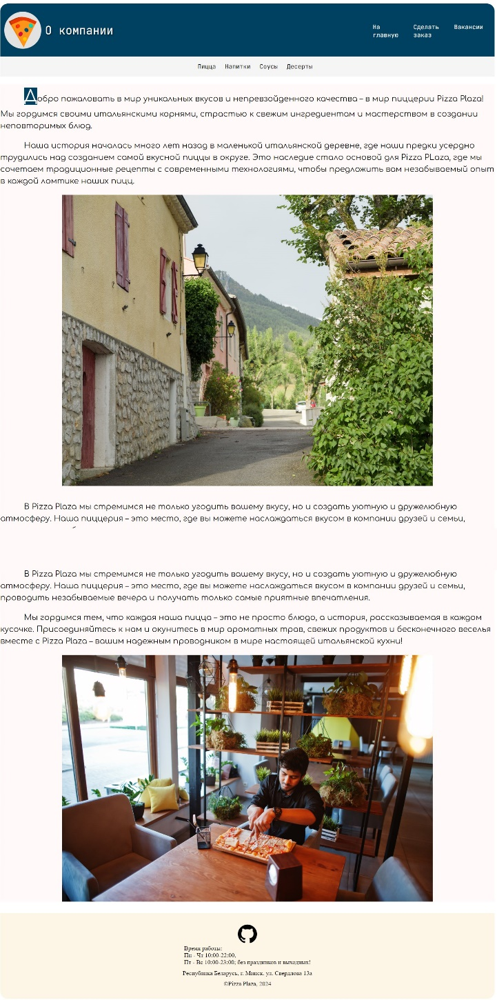 О компании
На главную
Сделать заказ
Вакансии
Пицца Напитки Соусы Десерты
Добро пожаловать в мир уникальных вкусов и непревзойденного качества – в мир пиццерии Pizza Plaza!
Мы гордимся своими итальянскими корнями, страстью к свежим ингредиентам и мастерством в создании
неповторимых блюд.
Наша история началась много лет назад в маленькой итальянской деревне, где наши предки усердно
трудились над созданием самой вкусной пиццы в округе. Это наследие стало основой для Pizza PLaza, где мы
сочетаем традиционные рецепты с современными технологиями, чтобы предложить вам незабываемый опыт
в каждой ломтике наших пицц.
В Pizza Plaza мы стремимся не только угодить вашему вкусу, но и создать уютную и дружелюбную
атмосферу. Наша пиццерия – это место, где вы можете наслаждаться вкусом в компании друзей и семьи,
В Pizza Plaza мы стремимся не только угодить вашему вкусу, но и создать уютную и дружелюбную
атмосферу. Наша пиццерия – это место, где вы можете наслаждаться вкусом в компании друзей и семьи,
проводить незабываемые вечера и получать только самые приятные впечатления.
Мы гордимся тем, что каждая наша пицца – это не просто блюдо, а история, рассказываемая в каждом
кусочке. Присоединяйтесь к нам и окунитесь в мир ароматных трав, свежих продуктов и бесконечного веселья
вместе с Pizza Plaza – вашим надежным проводником в мире настоящей итальянской кухни!
Время работы:
Пн - Чт 10:00-22:00,
Пт - Вс 10:00-23:00; без праздников и выходных!
Республика Беларусь, г. Минск, ул. Свердлова 13а
©Pizza Plaza, 2024